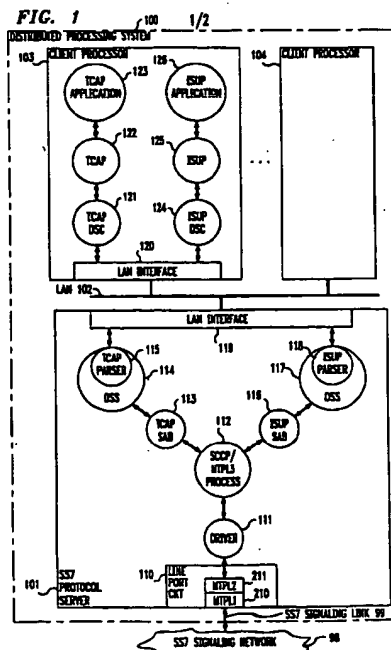 FIG. 1
1/2
DISTRIBUTED PROCESSING SYSTEM
100
103
CLIENT PROCESSOR
104
CLIENT PROCESSOR
TCAP
APPLICATION
123
126
ISUP
APPLICATION
122
TCAP
125
ISUP
...
121
TCAP
DSC
124
ISUP
DSC
120
LAN INTERFACE
LAN 102
LAN INTERFACE
119
115
TCAP
PARSER
114
DSS
118
ISUP
PARSER
117
DSS
113
TCAP
SAB
112
116
ISUP
SAB
SCCP/
MTPL3
PROCESS
DRIVER
111
110
LINE
PORT
CKT
211
MTPL2
210
MTPL1
101
SS7
PROTOCOL
SERVER
SS7 SIGNALING LINK 99
SS7 SIGNALING NETWORK
98